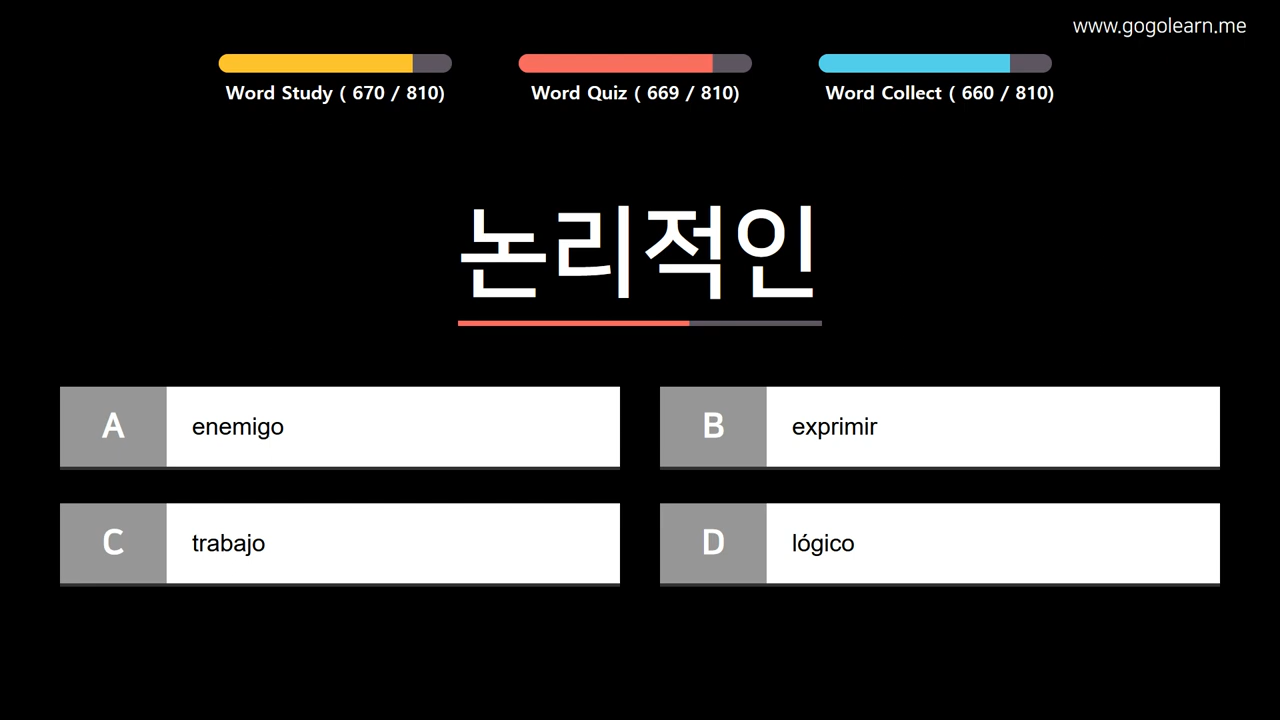 www.gogolearn.me
Word Study ( 670 / 810)
Word Quiz ( 669 / 810)
Word Collect ( 660 / 810)
논리적인
A enemigo
B exprimir
C trabajo
D lógico